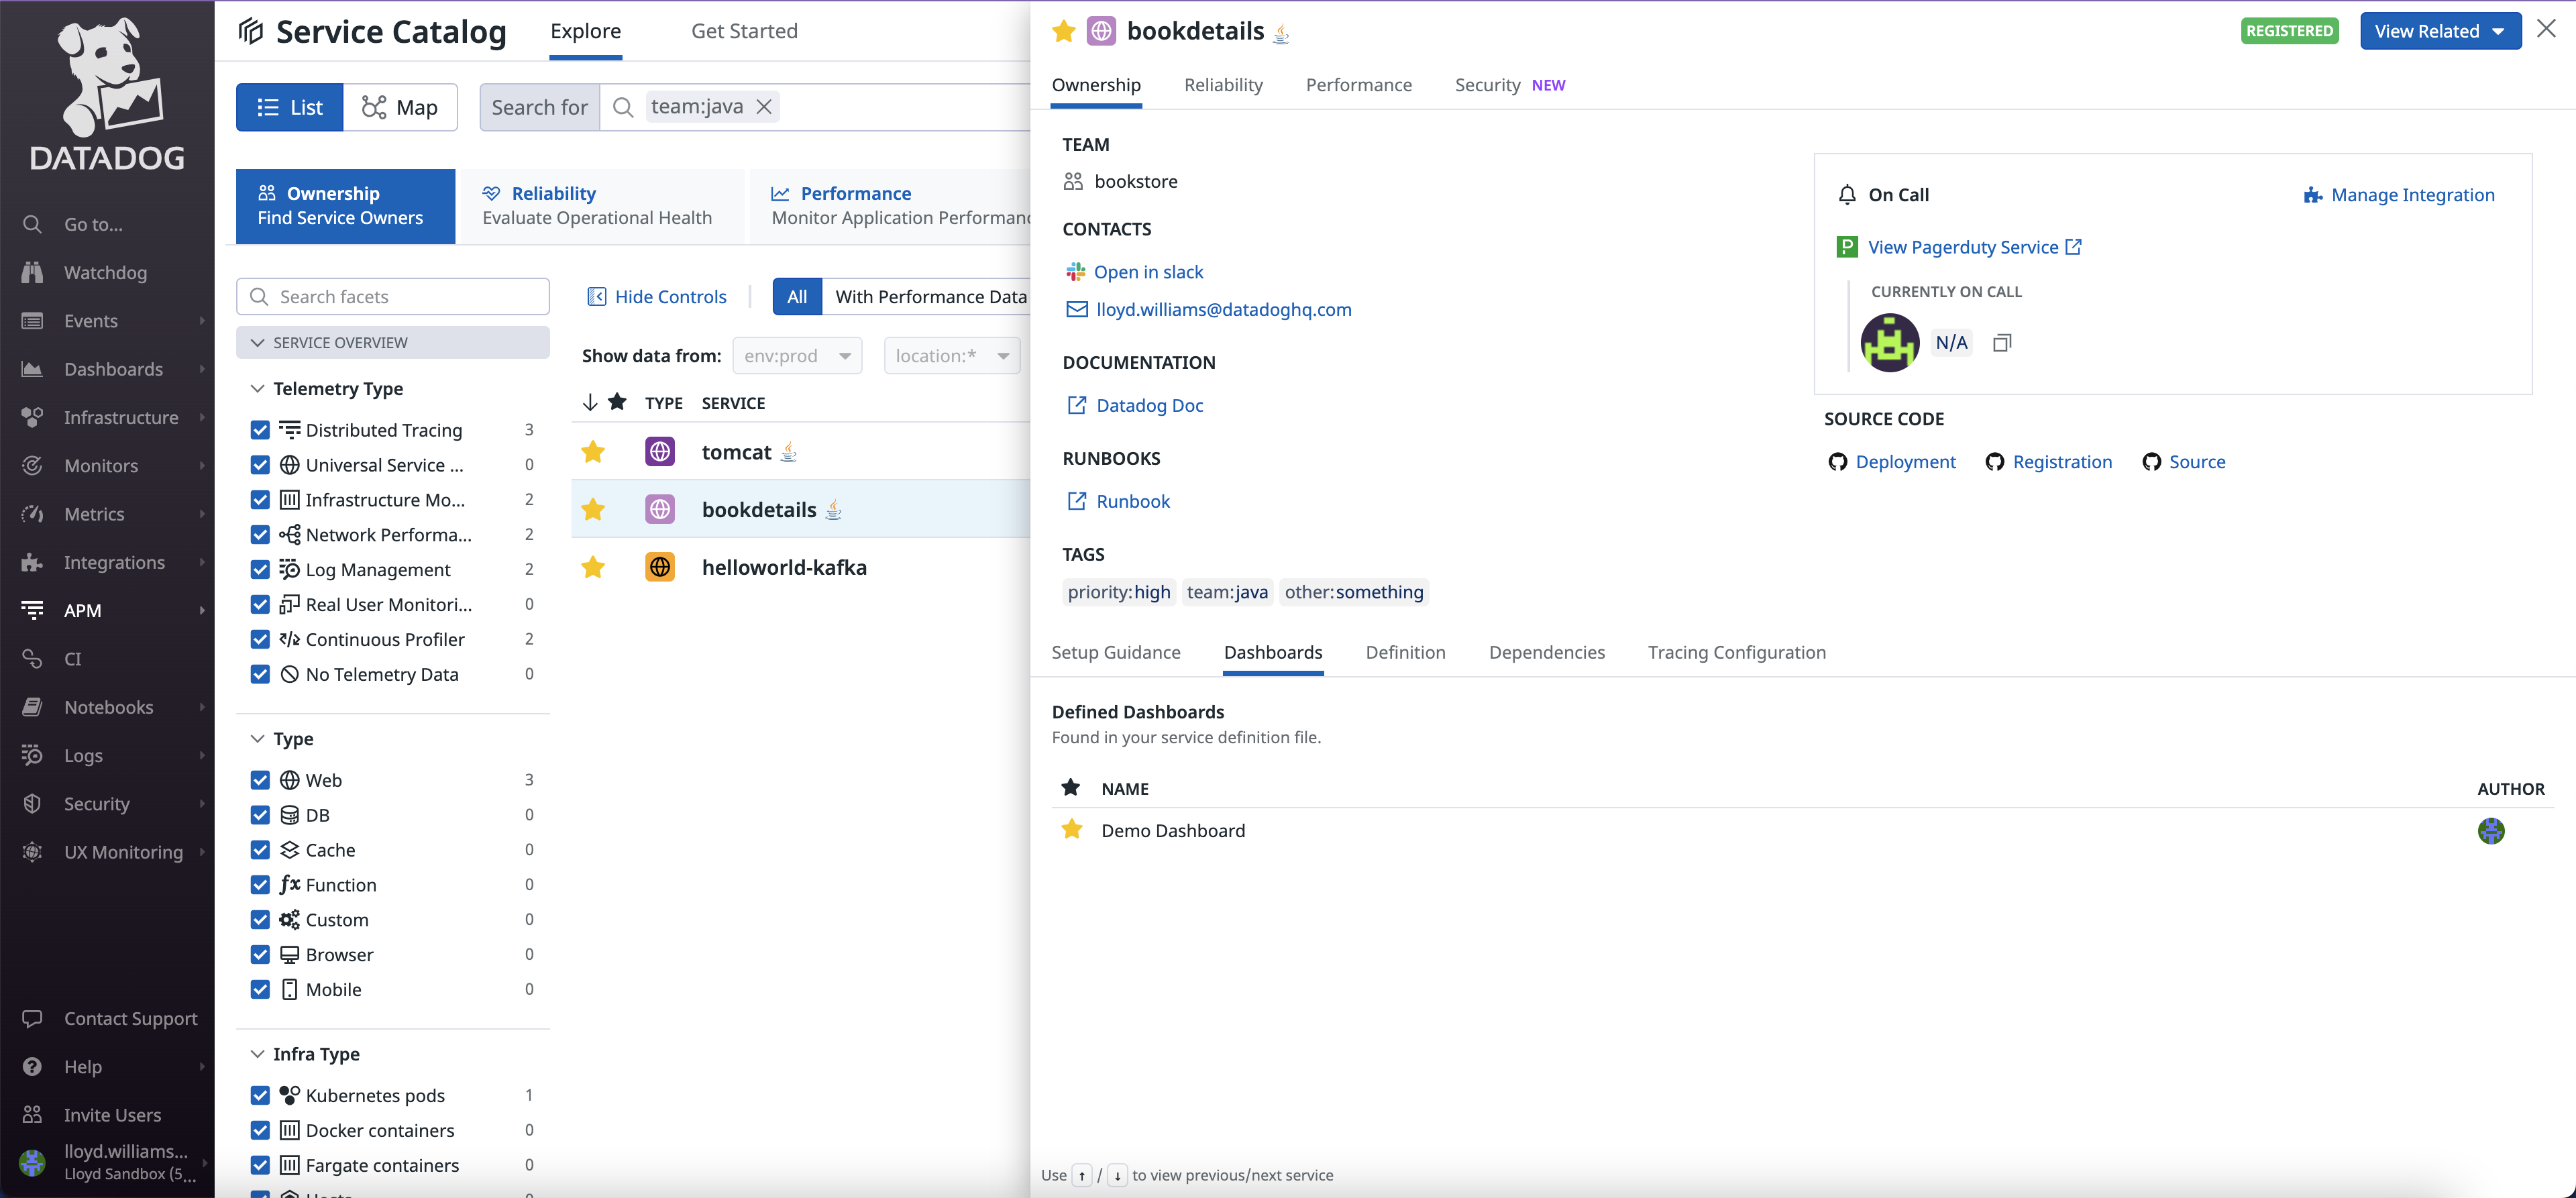 DATADOG
Go to...
Watchdog
Events
Dashboards
Infrastructure
Monitors
Metrics
Integrations
APM
CI
Notebooks
Logs
Security
UX Monitoring
Contact Support
Help
Invite Users
lloyd.williams...
Lloyd Sandbox (5...
Service Catalog
Explore
Get Started
List
Map
Search for
team:java
Ownership
Find Service Owners
Reliability
Evaluate Operational Health
Performance
Monitor Application Performanc
Search facets
SERVICE OVERVIEW
Telemetry Type
Distributed Tracing 3
Universal Service ... 0
Infrastructure Mo... 2
Network Performa... 2
Log Management 2
Real User Monitori... 0
Continuous Profiler 2
No Telemetry Data 0
Type
Web 3
DB 0
Cache 0
Function 0
Custom 0
Browser 0
Mobile 0
Infra Type
Kubernetes pods 1
Docker containers 0
Fargate containers 0
Hide Controls
All
With Performance Data
Show data from:
env:prod
location:*
TYPE SERVICE
tomcat
bookdetails
helloworld-kafka
bookdetails
REGISTERED
View Related
Ownership
Reliability
Performance
Security NEW
TEAM
bookstore
CONTACTS
Open in slack
lloyd.williams@datadoghq.com
DOCUMENTATION
Datadog Doc
RUNBOOKS
Runbook
TAGS
priority:high team:java other:something
On Call
Manage Integration
View Pagerduty Service
CURRENTLY ON CALL
N/A
SOURCE CODE
Deployment
Registration
Source
Setup Guidance
Dashboards
Definition
Dependencies
Tracing Configuration
Defined Dashboards
Found in your service definition file.
NAME
AUTHOR
Demo Dashboard
Use ↑ / ↓ to view previous/next service